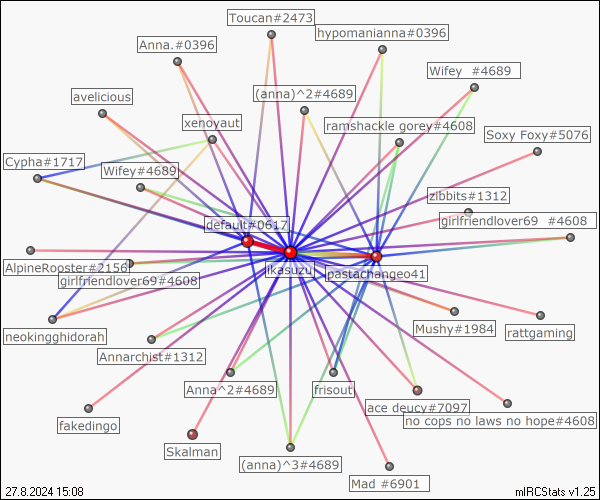 Toucan#2473
hypomanianna#0396
Anna.#0396
Wifey  #4689
avelicious
(anna)^2#4689
xenoyaut
ramshackle gorey#4608
Soxy Foxy#5076
Cypha#1717
Wifey#4689
zibbits#1312
default#0617
girlfriendlover69  #4608
AlpineRooster#2156
ikasuzu
pastachangeo41
girlfriendlover69#4608
neokingghidorah
Mushy#1984
rattgaming
Annarchist#1312
Anna^2#4689
frisout
ace deucy#7097
no cops no laws no hope#4608
fakedingo
Skalman
(anna)^3#4689
Mad #6901
27.8.2024 15:08
mIRCStats v1.25